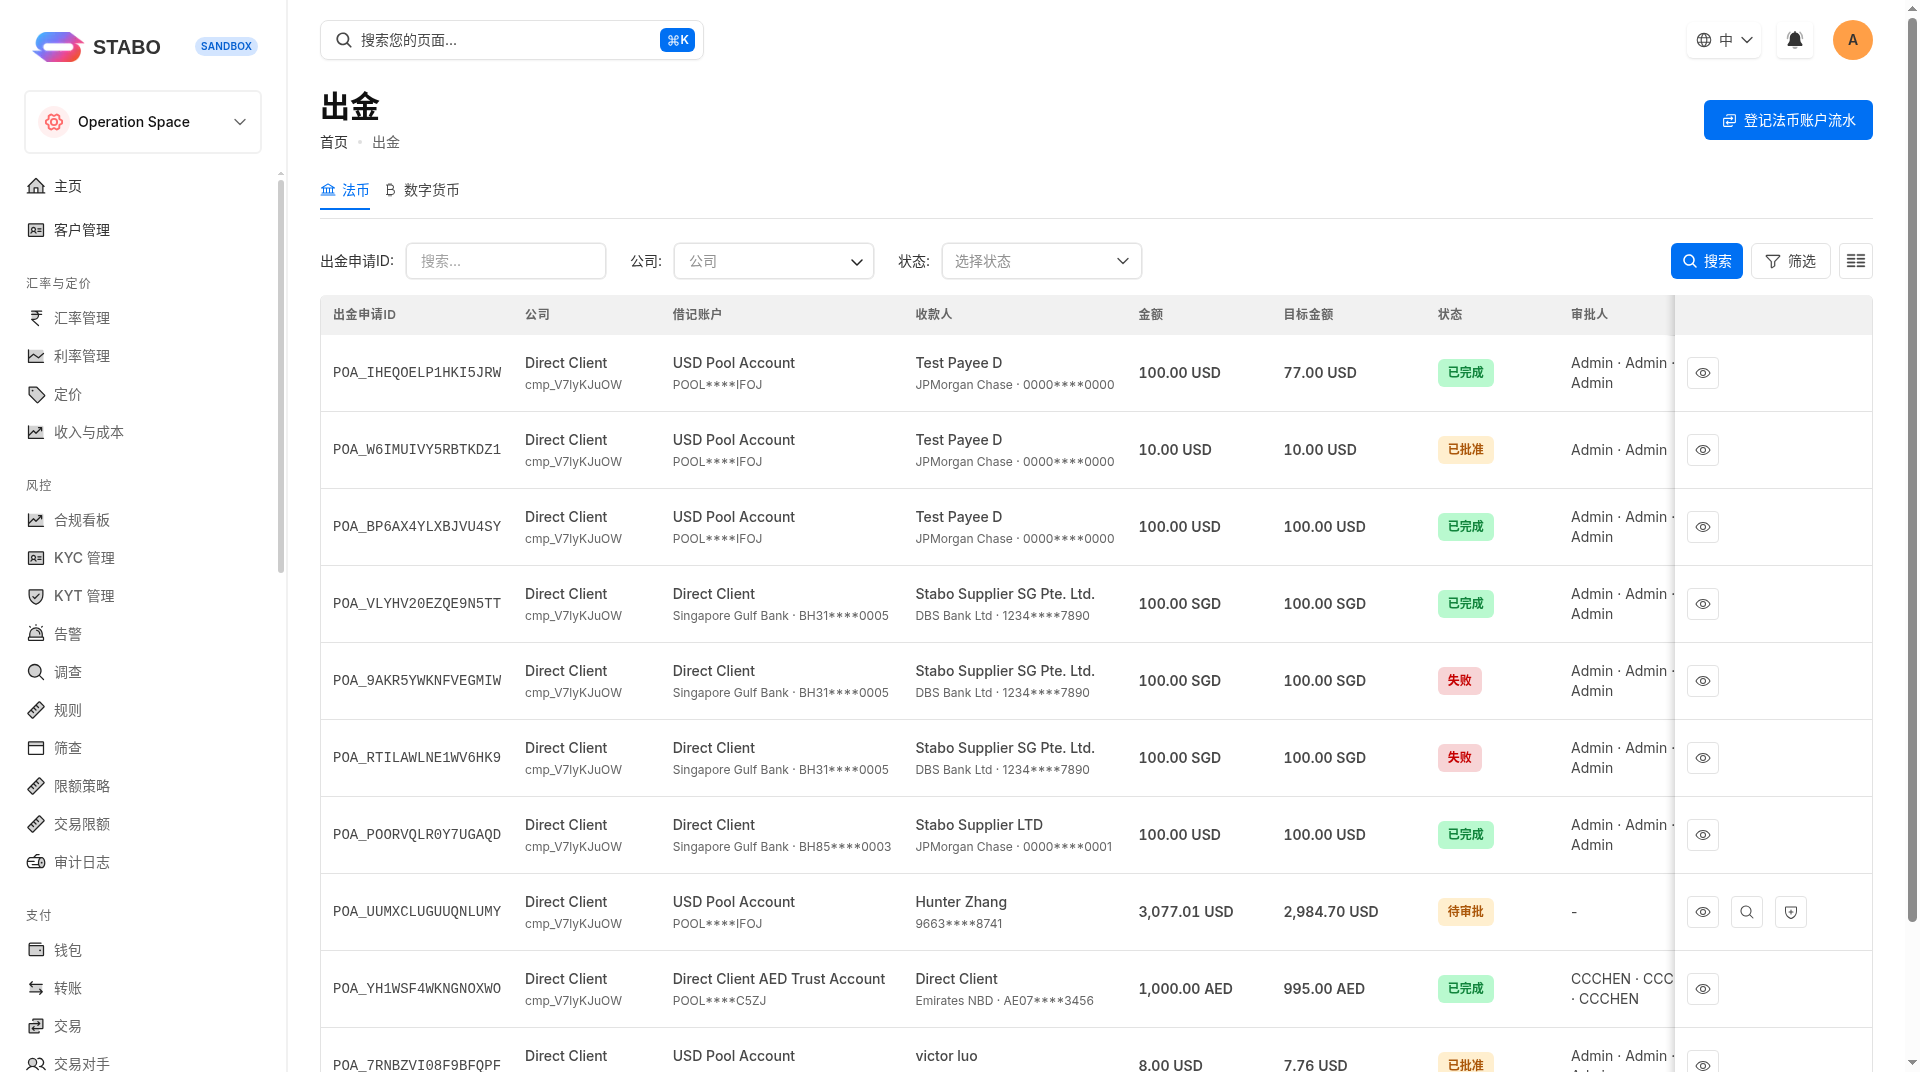 STABO
SANDBOX
Operation Space
主页
客户管理
汇率与定价
汇率管理
利率管理
定价
收入与成本
风控
合规看板
KYC 管理
KYT 管理
告警
调查
规则
筛查
限额策略
交易限额
审计日志
支付
钱包
转账
交易
交易对手
搜索您的页面...
⌘K
中
A
出金
首页 • 出金
登记法币账户流水
法币 数字货币
出金申请ID: 搜索... 公司: 公司 状态: 选择状态 搜索 筛选
出金申请ID 公司 借记账户 收款人 金额 目标金额 状态 审批人
POA_IHEQOELP1HKI5JRW Direct Client USD Pool Account Test Payee D 100.00 USD 77.00 USD 已完成 Admin · Admin ·
cmp_V7IyKJuOW POOL****IFOJ JPMorgan Chase · 0000****0000 Admin
POA_W6IMUIVY5RBTKDZ1 Direct Client USD Pool Account Test Payee D 10.00 USD 10.00 USD 已批准 Admin · Admin
cmp_V7IyKJuOW POOL****IFOJ JPMorgan Chase · 0000****0000
POA_BP6AX4YLXBJVU4SY Direct Client USD Pool Account Test Payee D 100.00 USD 100.00 USD 已完成 Admin · Admin ·
cmp_V7IyKJuOW POOL****IFOJ JPMorgan Chase · 0000****0000 Admin
POA_VLYHV20EZQE9N5TT Direct Client Direct Client Stabo Supplier SG Pte. Ltd. 100.00 SGD 100.00 SGD 已完成 Admin · Admin ·
cmp_V7IyKJuOW Singapore Gulf Bank · BH31****0005 DBS Bank Ltd · 1234****7890 Admin
POA_9AKR5YWKNFVEGMIW Direct Client Direct Client Stabo Supplier SG Pte. Ltd. 100.00 SGD 100.00 SGD 失败 Admin · Admin ·
cmp_V7IyKJuOW Singapore Gulf Bank · BH31****0005 DBS Bank Ltd · 1234****7890 Admin
POA_RTILAWLNE1WV6HK9 Direct Client Direct Client Stabo Supplier SG Pte. Ltd. 100.00 SGD 100.00 SGD 失败 Admin · Admin ·
cmp_V7IyKJuOW Singapore Gulf Bank · BH31****0005 DBS Bank Ltd · 1234****7890 Admin
POA_POORVQLR0Y7UGAQD Direct Client Direct Client Stabo Supplier LTD 100.00 USD 100.00 USD 已完成 Admin · Admin ·
cmp_V7IyKJuOW Singapore Gulf Bank · BH85****0003 JPMorgan Chase · 0000****0001 Admin
POA_UUMXCLUGUUQNLUMY Direct Client USD Pool Account Hunter Zhang 3,077.01 USD 2,984.70 USD 待审批 -
cmp_V7IyKJuOW POOL****IFOJ 9663****8741
POA_YH1WSF4WKNGNOXWO Direct Client Direct Client AED Trust Account Direct Client 1,000.00 AED 995.00 AED 已完成 CCCHEN · CCC
cmp_V7IyKJuOW POOL****C5ZJ Emirates NBD · AE07****3456 · CCCHEN
POA_7RNBZVI08F9BFQPF Direct Client USD Pool Account victor luo 8.00 USD 7.76 USD 已批准 Admin · Admin ·